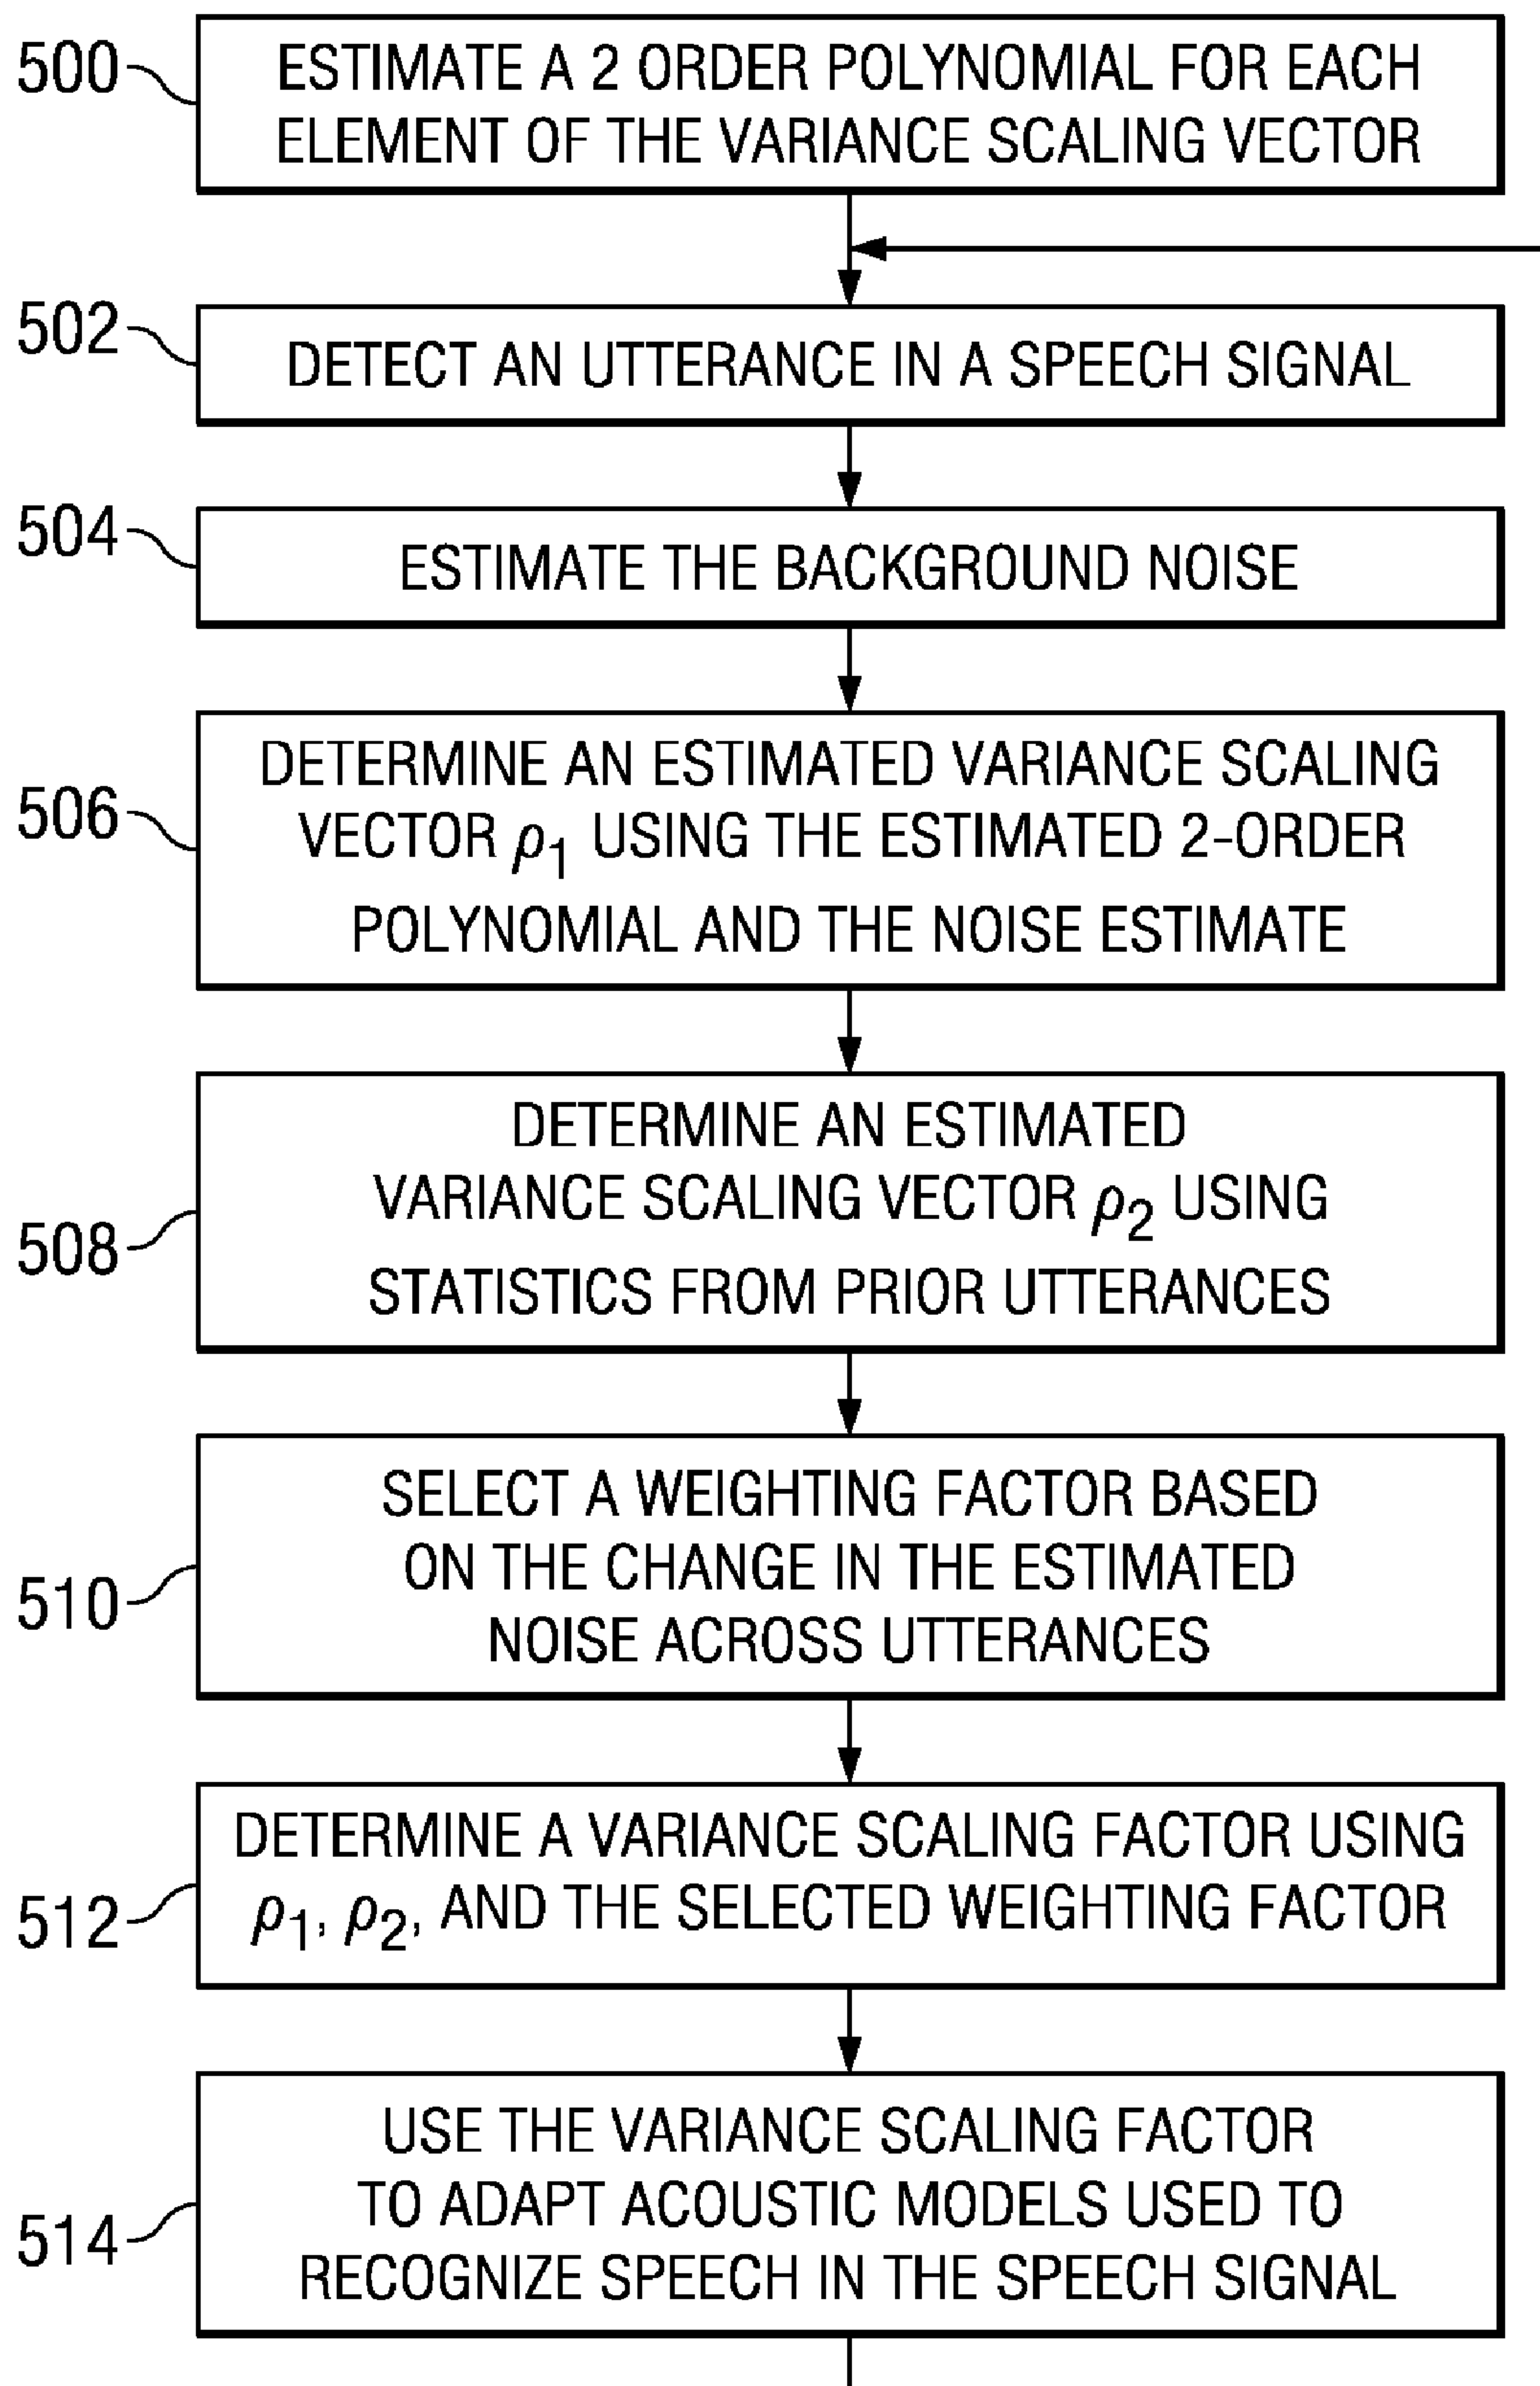 500
ESTIMATE A 2 ORDER POLYNOMIAL FOR EACH
ELEMENT OF THE VARIANCE SCALING VECTOR
502
DETECT AN UTTERANCE IN A SPEECH SIGNAL
504
ESTIMATE THE BACKGROUND NOISE
506
DETERMINE AN ESTIMATED VARIANCE SCALING
VECTOR ρ1 USING THE ESTIMATED 2-ORDER
POLYNOMIAL AND THE NOISE ESTIMATE
508
DETERMINE AN ESTIMATED
VARIANCE SCALING VECTOR ρ2 USING
STATISTICS FROM PRIOR UTTERANCES
510
SELECT A WEIGHTING FACTOR BASED
ON THE CHANGE IN THE ESTIMATED
NOISE ACROSS UTTERANCES
512
DETERMINE A VARIANCE SCALING FACTOR USING
ρ1, ρ2, AND THE SELECTED WEIGHTING FACTOR
514
USE THE VARIANCE SCALING FACTOR
TO ADAPT ACOUSTIC MODELS USED TO
RECOGNIZE SPEECH IN THE SPEECH SIGNAL